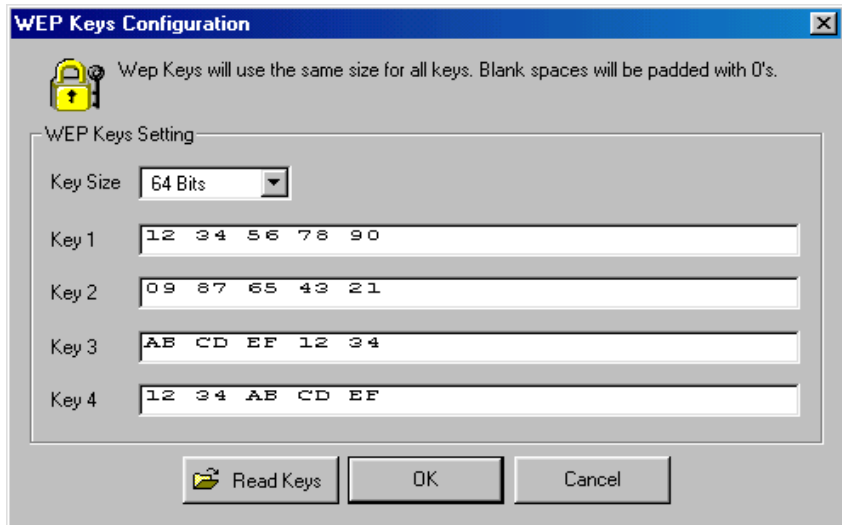 WEP Keys Configuration
Wep Keys will use the same size for all keys. Blank spaces will be padded with 0's.
WEP Keys Setting
Key Size 64 Bits
Key 1 12 34 56 78 90
Key 2 09 87 65 43 21
Key 3 AB CD EF 12 34
Key 4 12 34 AB CD EF
Read Keys OK Cancel